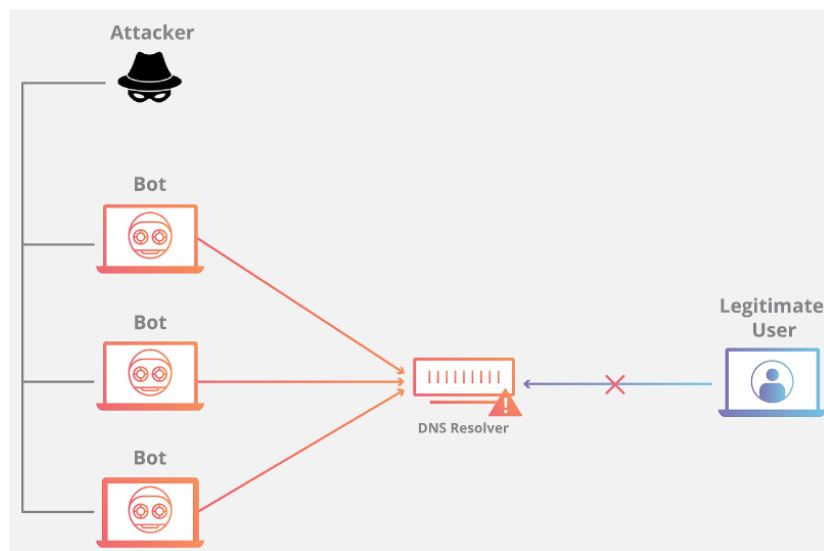 Attacker
Bot
Bot
Bot
DNS Resolver
Legitimate
User